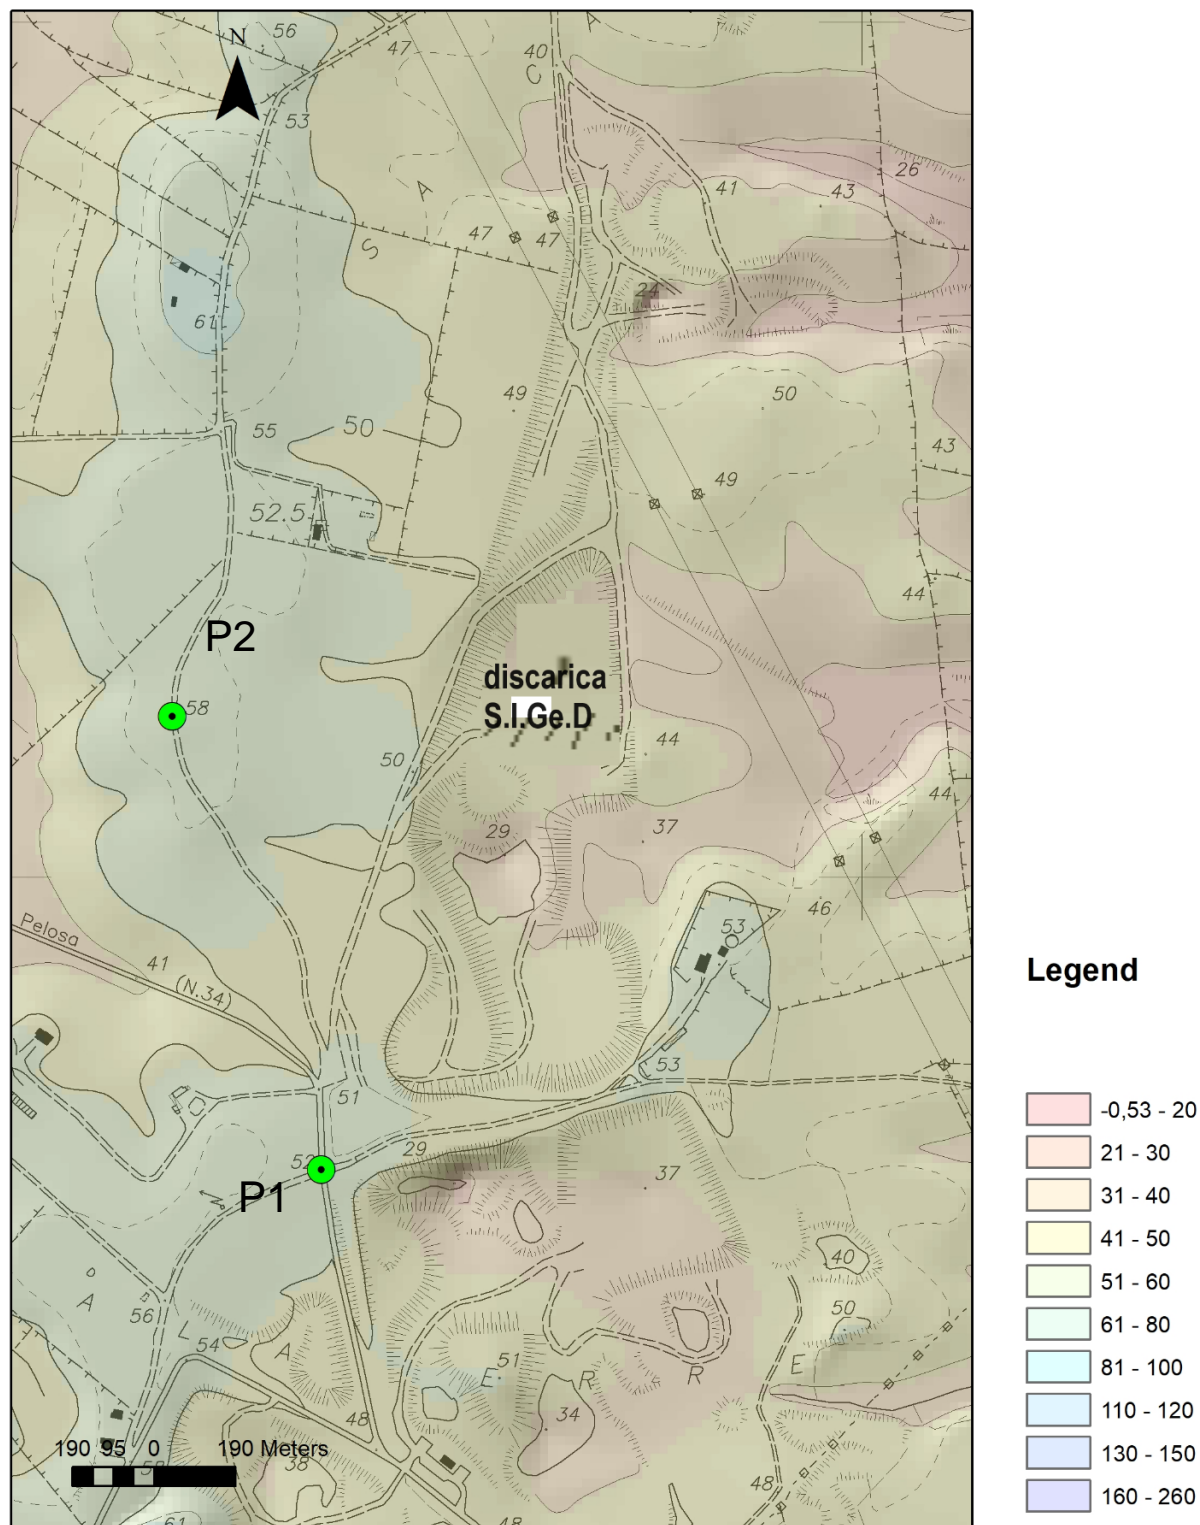 56
N
47
40
C
53
26
41
43
A
S
47
47
24
61
49
50
50
55
43
49
52.5
44
P2
discarica
S.I.Ge.D
58
44
50
44
29
37
46
Pelosa
53
41
(N.34)
53
51
52
29
37
P1
40
A
56
50
L
54
A
51
E
R
R
E
34
48
190 95 0 190 Meters
38
48
48
61
Legend
-0,53 - 20
21 - 30
31 - 40
41 - 50
51 - 60
61 - 80
81 - 100
110 - 120
130 - 150
160 - 260